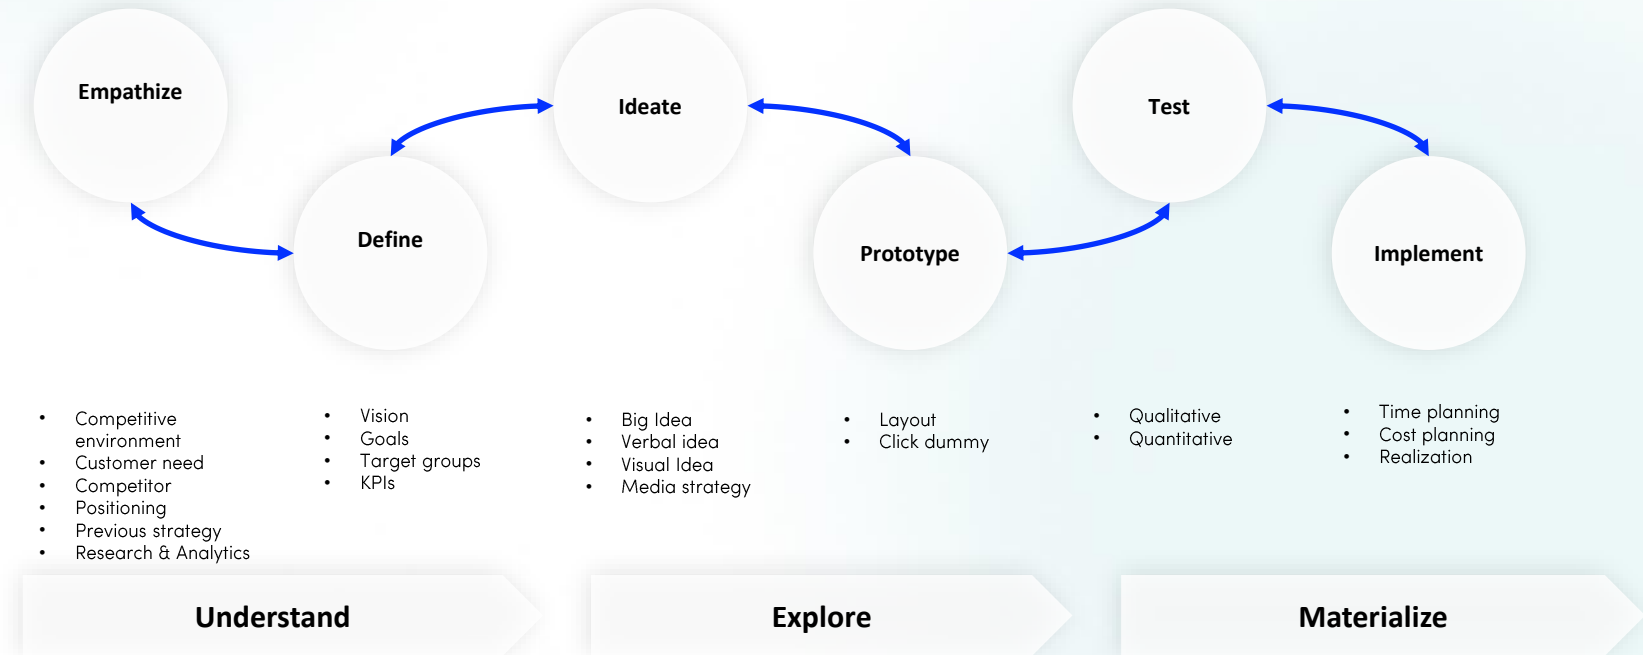 Empathize
Define
Ideate
Prototype
Test
Implement
• Competitive
environment
• Customer need
• Competitor
• Positioning
• Previous strategy
• Research & Analytics
• Vision
• Goals
• Target groups
• KPIs
• Big Idea
• Verbal idea
• Visual Idea
• Media strategy
• Layout
• Click dummy
• Qualitative
• Quantitative
• Time planning
• Cost planning
• Realization
Understand
Explore
Materialize